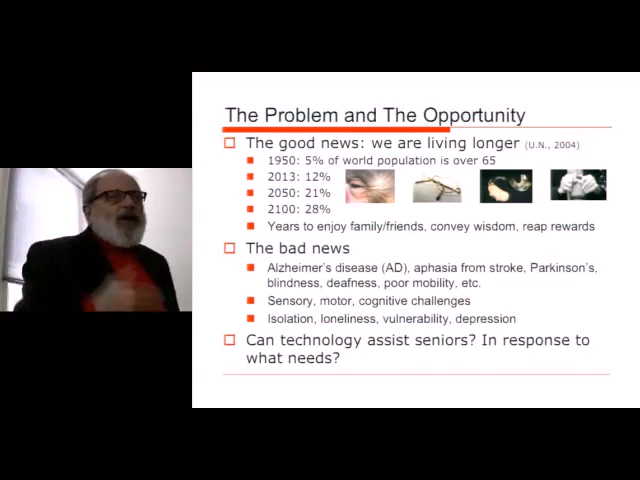 The Problem and The Opportunity
The good news: we are living longer (U.N., 2004)
1950: 5% of world population is over 65
2013: 12%
2050: 21%
2100: 28%
Years to enjoy family/friends, convey wisdom, reap rewards
The bad news
Alzheimer's disease (AD), aphasia from stroke, Parkinson's,
blindness, deafness, poor mobility, etc.
Sensory, motor, cognitive challenges
Isolation, loneliness, vulnerability, depression
Can technology assist seniors? In response to
what needs?